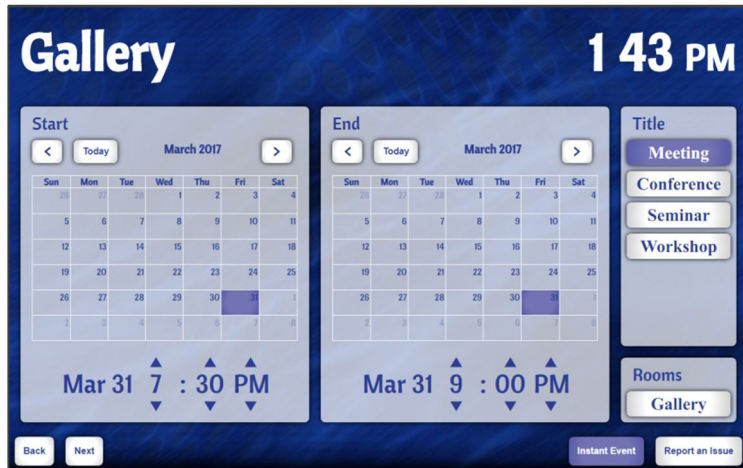 Gallery
1 43 PM
Start
< Today March 2017 >
Sun Mon Tue Wed Thu Fri Sat
26 27 28 1 2 3 4
5 6 7 8 9 10 11
12 13 14 15 16 17 18
19 20 21 22 23 24 25
26 27 28 29 30 31 1
2 3 4 5 6 7 8
Mar 31 7 : 30 PM
End
< Today March 2017 >
Sun Mon Tue Wed Thu Fri Sat
26 27 28 1 2 3 4
5 6 7 8 9 10 11
12 13 14 15 16 17 18
19 20 21 22 23 24 25
26 27 28 29 30 31 1
2 3 4 5 6 7 8
Mar 31 9 : 00 PM
Title
Meeting
Conference
Seminar
Workshop
Rooms
Gallery
Back
Next
Instant Event
Report an Issue